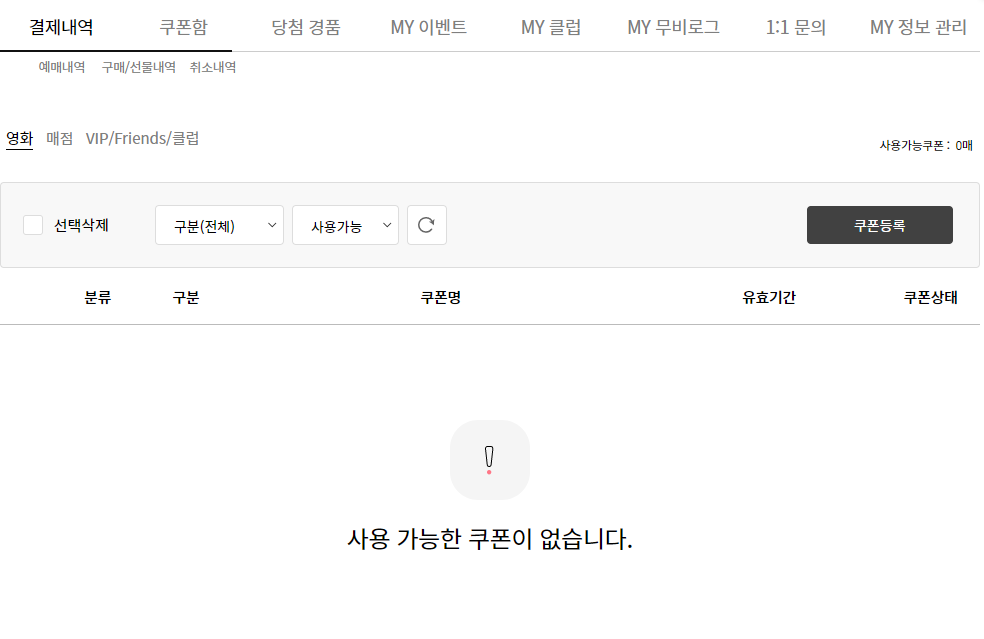 결제내역 쿠폰함 당첨 경품 MY 이벤트 MY 클럽 MY 무비로그 1:1 문의 MY 정보 관리
예매내역 구매/선물내역 취소내역
영화 매점 VIP/Friends/클럽
사용가능쿠폰 : 0매
선택삭제 구분(전체) 사용가능 쿠폰등록
분류 구분 쿠폰명 유효기간 쿠폰상태
사용 가능한 쿠폰이 없습니다.